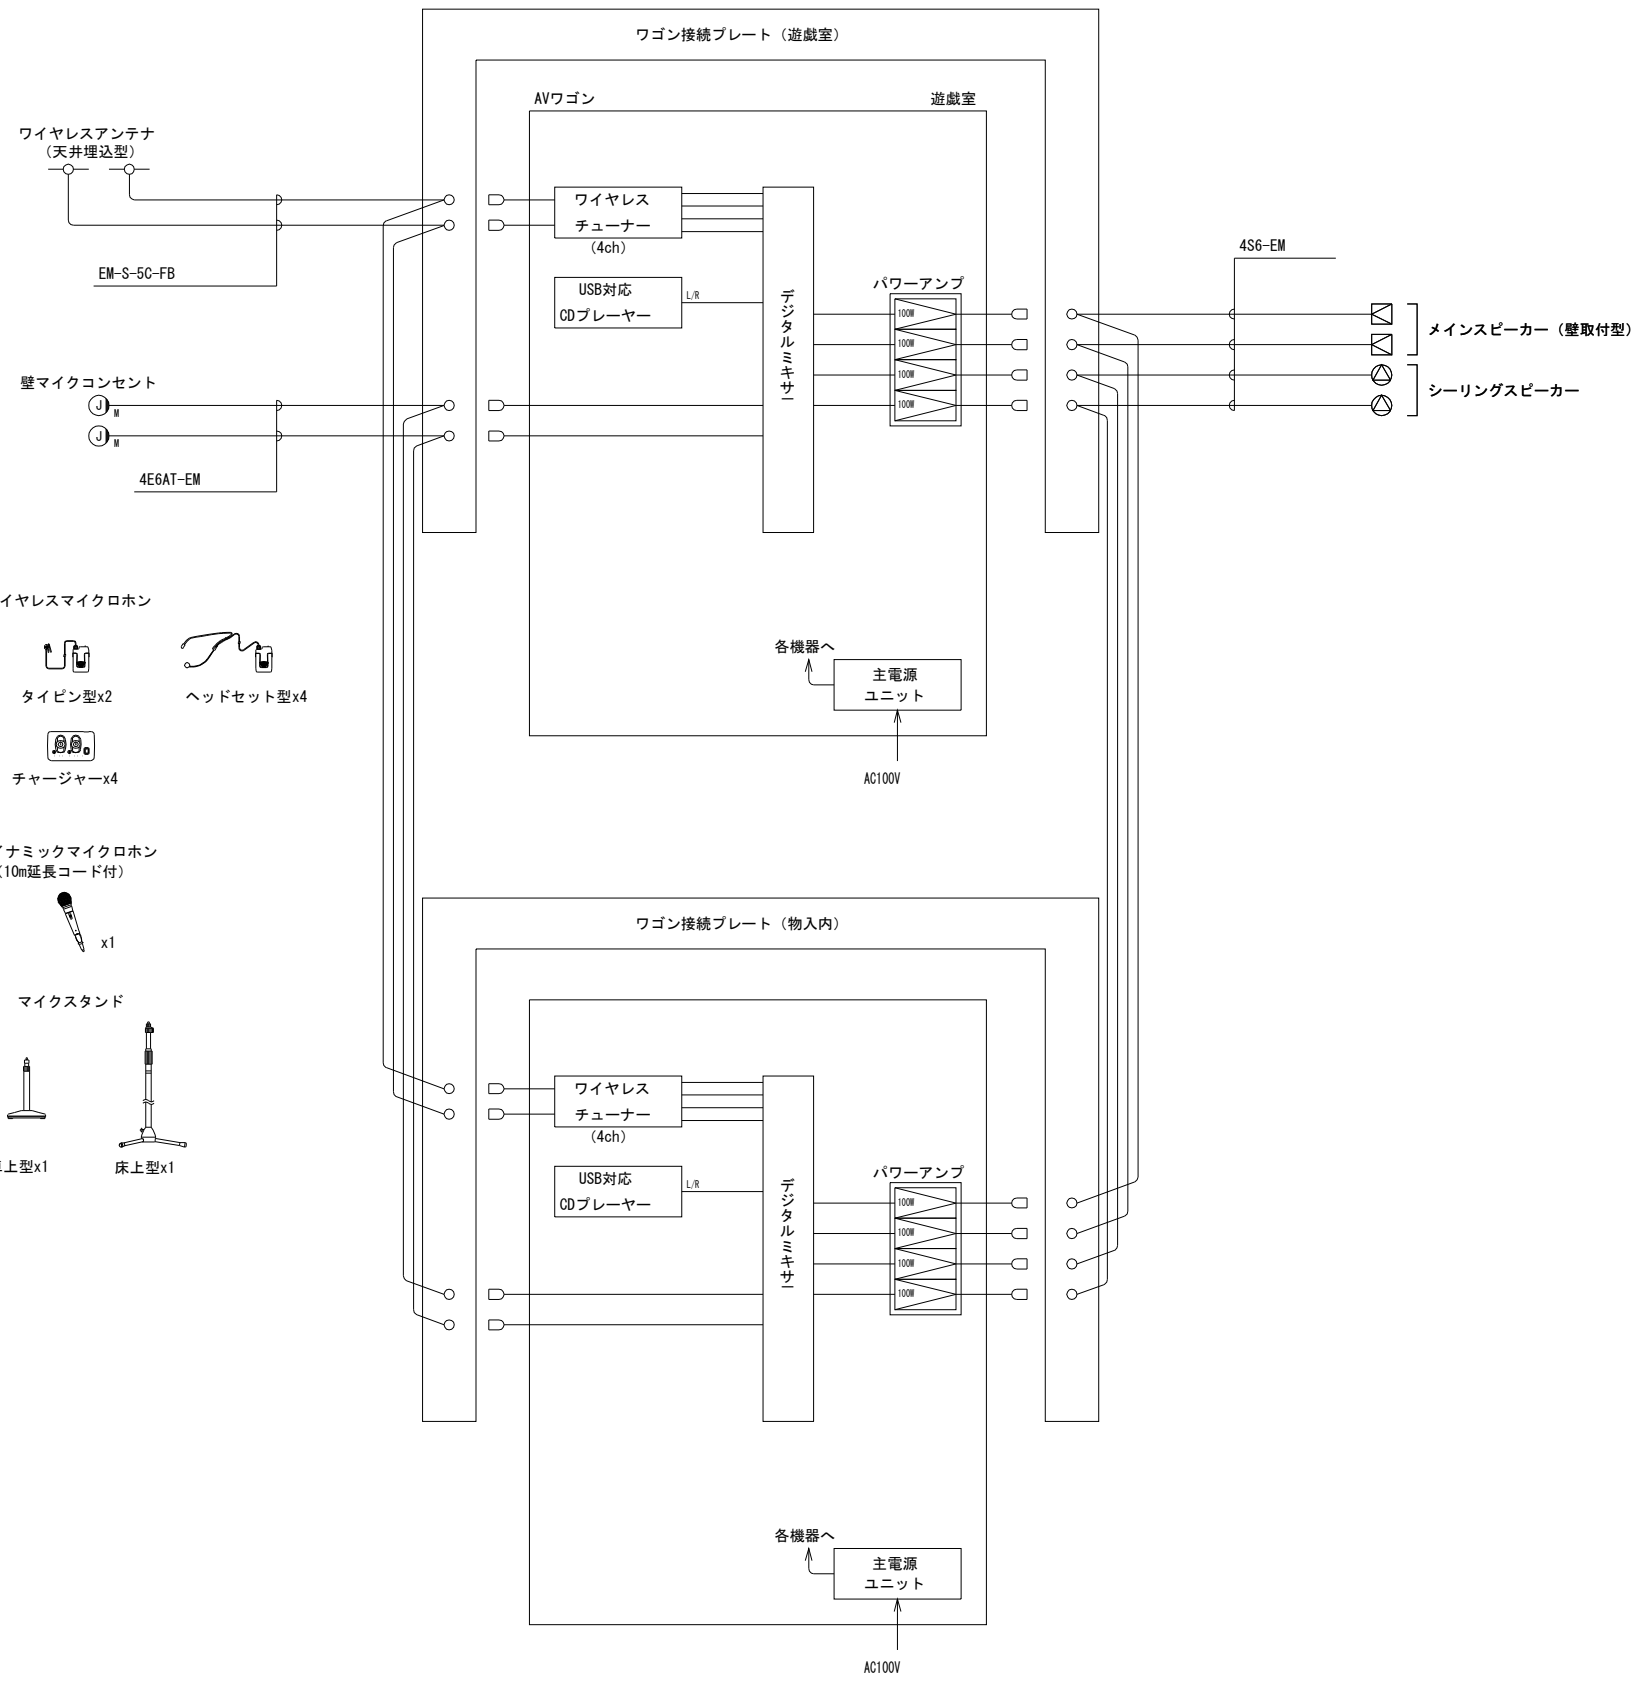 ワゴン接続プレート（遊戯室）
AVワゴン
遊戯室
ワイヤレスアンテナ
（天井埋込型）
ワイヤレス
チューナー
(4ch)
EM-S-5C-FB
4S6-EM
USB対応
CDプレーヤー
L/R
デジタルミキサー
パワーアンプ
100W
100W
100W
100W
メインスピーカー（壁取付型）
シーリングスピーカー
壁マイクコンセント
J
M
J
M
4E6AT-EM
イヤレスマイクロホン
タイピン型x2
ヘッドセット型x4
各機器へ
主電源
ユニット
AC100V
チャージャーx4
イナミックマイクロホン
（10m延長コード付）
x1
ワゴン接続プレート（物入内）
マイクスタンド
上型x1
床上型x1
ワイヤレス
チューナー
(4ch)
USB対応
CDプレーヤー
L/R
デジタルミキサー
パワーアンプ
100W
100W
100W
100W
各機器へ
主電源
ユニット
AC100V